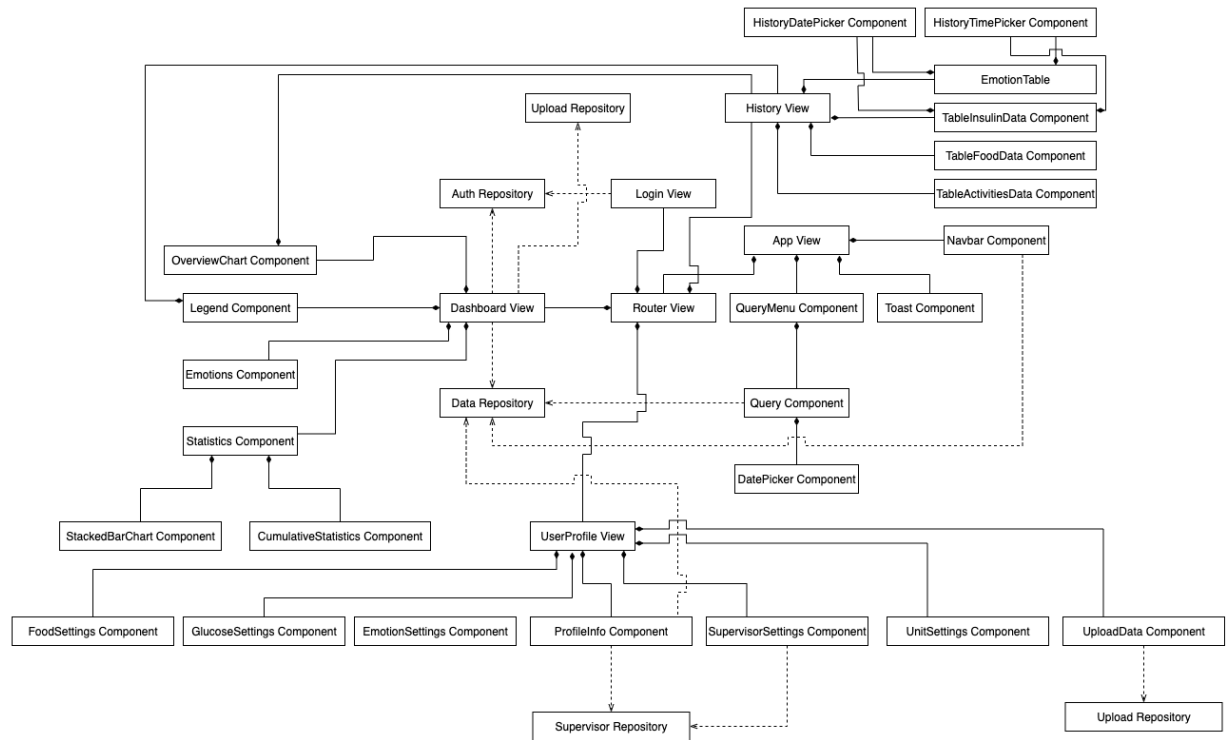 HistoryDatePicker Component
HistoryTimePicker Component
EmotionTable
Upload Repository
History View
TableInsulinData Component
TableFoodData Component
Auth Repository
Login View
TableActivitiesData Component
App View
Navbar Component
OverviewChart Component
Legend Component
Dashboard View
Router View
QueryMenu Component
Toast Component
Emotions Component
Data Repository
Query Component
Statistics Component
DatePicker Component
StackedBarChart Component
CumulativeStatistics Component
UserProfile View
FoodSettings Component
GlucoseSettings Component
EmotionSettings Component
ProfileInfo Component
SupervisorSettings Component
UnitSettings Component
UploadData Component
Supervisor Repository
Upload Repository